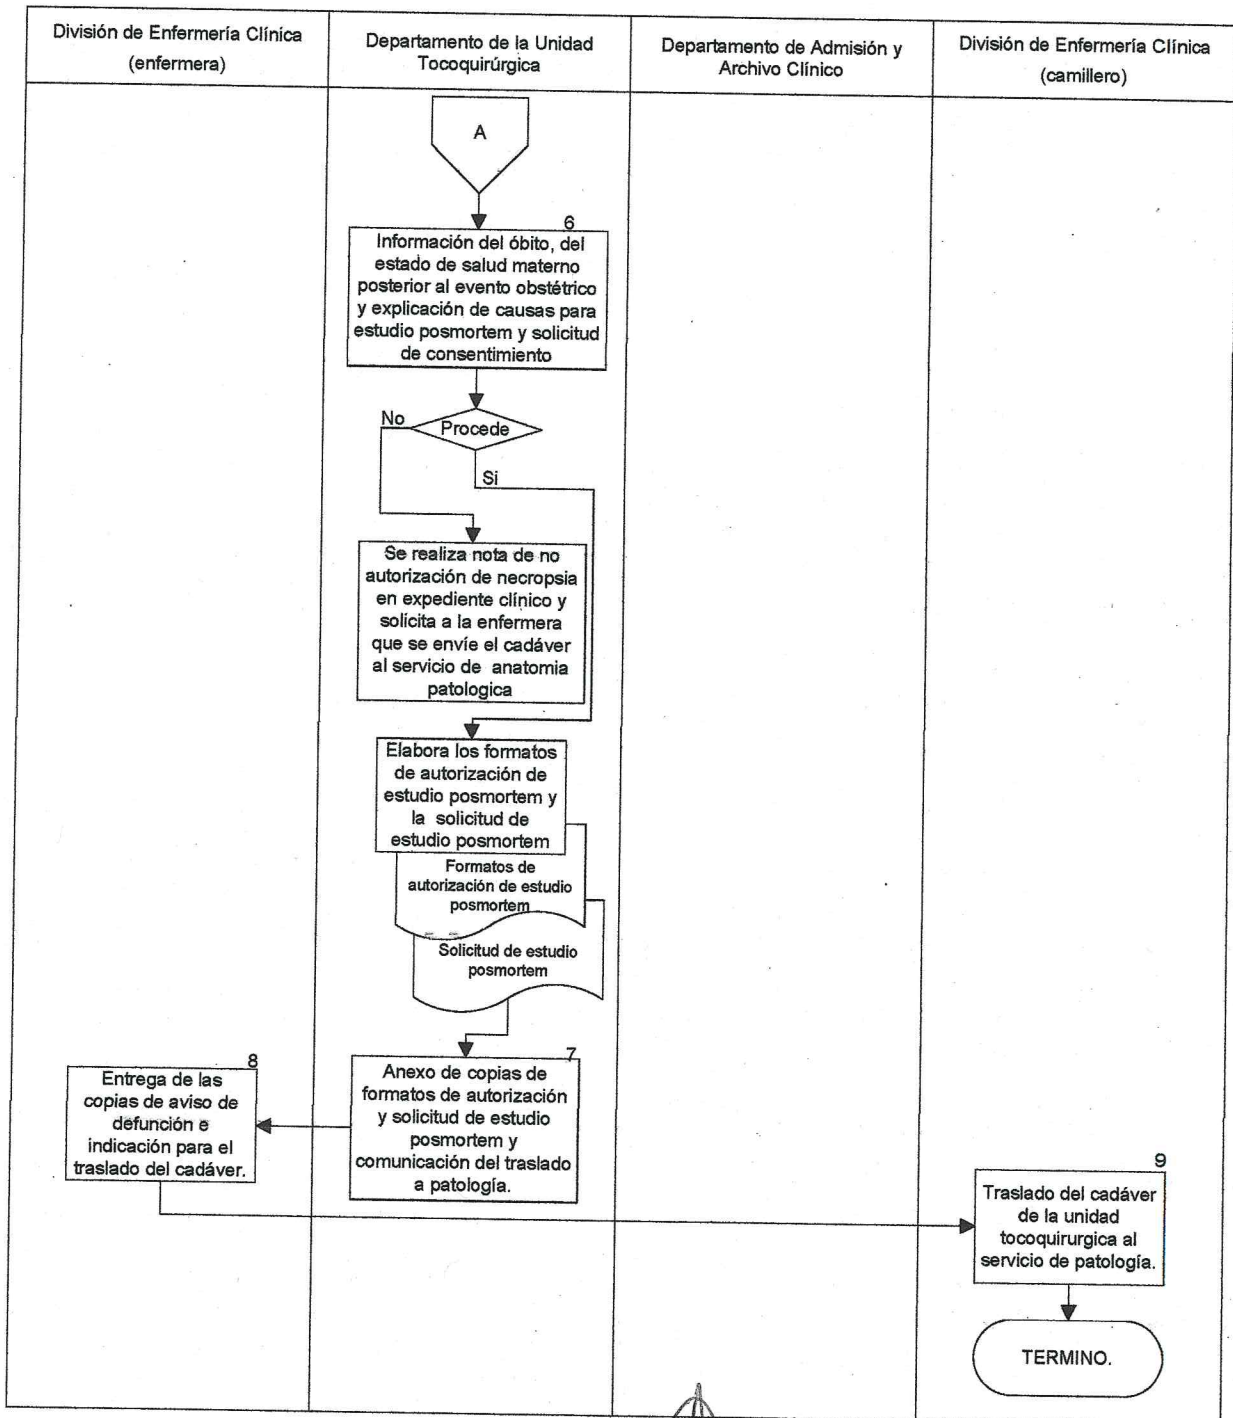 División de Enfermería Clínica
(enfermera)
Departamento de la Unidad
Tocoquirúrgica
Departamento de Admisión y
Archivo Clínico
División de Enfermería Clínica
(camillero)
A
6
Información del óbito, del
estado de salud materno
posterior al evento obstétrico
y explicación de causas para
estudio posmortem y solicitud
de consentimiento
No
Procede
Si
Se realiza nota de no
autorización de necropsia
en expediente clínico y
solícita a la enfermera
que se envíe el cadáver
al servicio de anatomia
patologica
Elabora los formatos
de autorización de
estudio posmortem y
la solicitud de
estudio posmortem
Formatos de
autorización de estudio
posmortem
Solicitud de estudio
posmortem
7
Anexo de copias de
formatos de autorización
y solicitud de estudio
posmortem y
comunicación del traslado
a patología.
8
Entrega de las
copias de aviso de
defunción e
indicación para el
traslado del cadáver.
9
Traslado del cadáver
de la unidad
tocoquirurgica al
servicio de patología.
TERMINO.